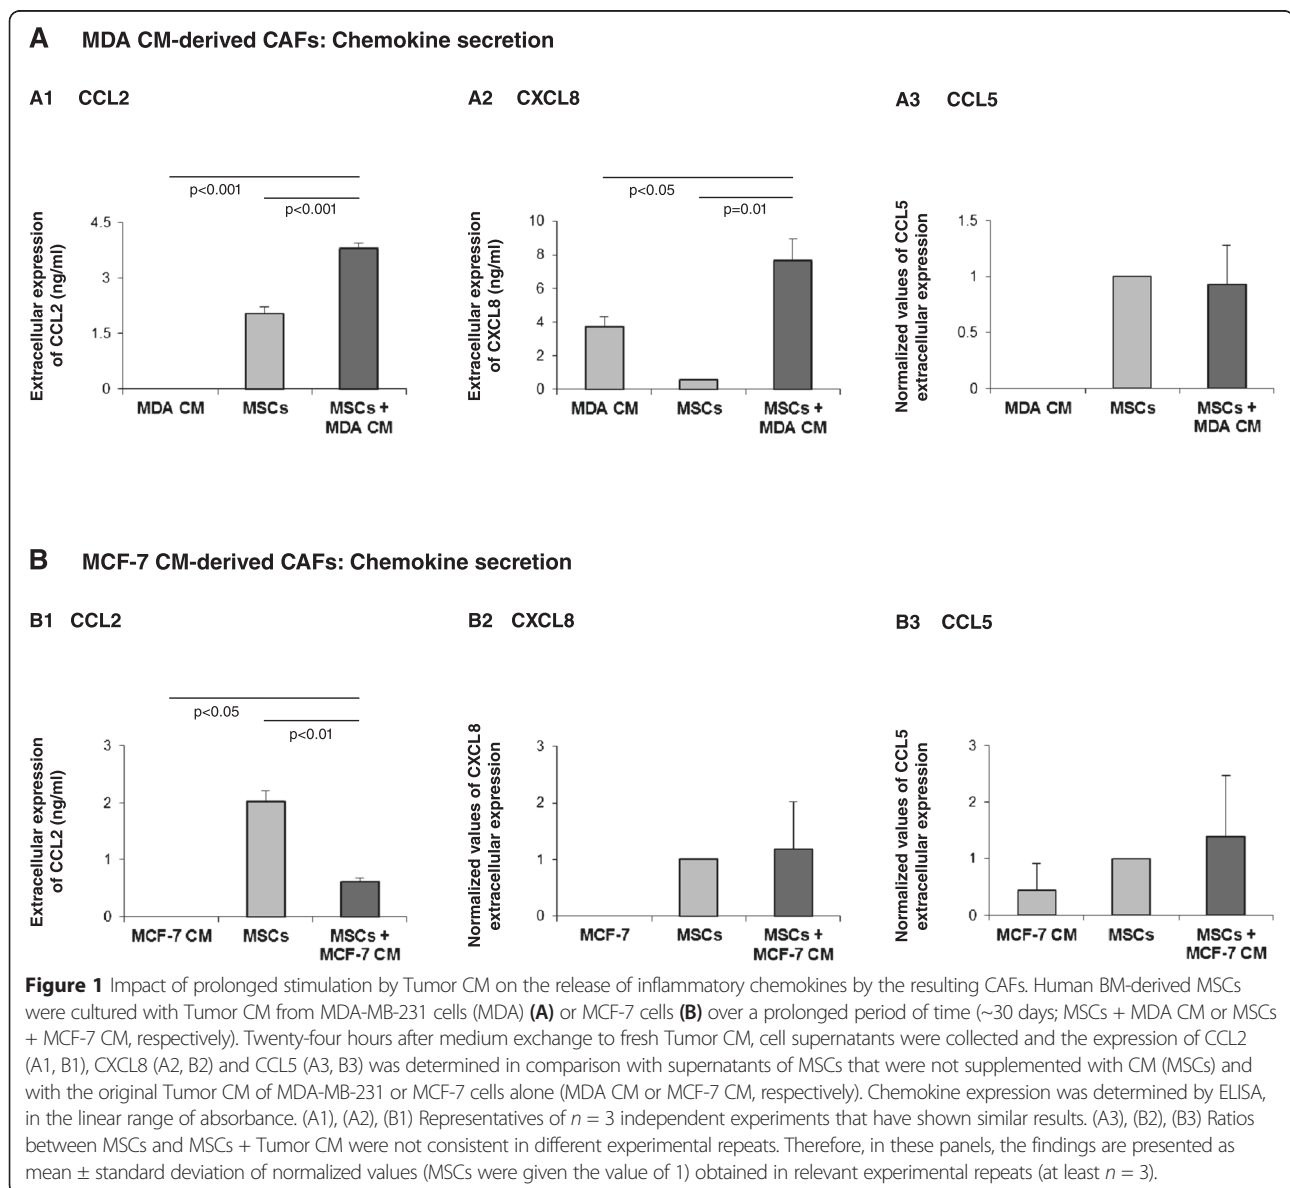 A MDA CM-derived CAFs: Chemokine secretion
A1 CCL2
A2 CXCL8
A3 CCL5
p<0.001
p<0.001
Extracellular expression
of CCL2 (ng/ml)
4.5
3
1.5
0
MDA CM
MSCs
MSCs +
MDA CM
p<0.05
p=0.01
Extracellular expression
of CXCL8 (ng/ml)
10
8
6
4
2
0
MDA CM
MSCs
MSCs +
MDA CM
Normalized values of CCL5
extracellular expression
1.5
1
0.5
0
MDA CM
MSCs
MSCs +
MDA CM
B MCF-7 CM-derived CAFs: Chemokine secretion
B1 CCL2
B2 CXCL8
B3 CCL5
p<0.05
p<0.01
Extracellular expression
of CCL2 (ng/ml)
3
2
1
0
MCF-7 CM
MSCs
MSCs +
MCF-7 CM
Normalized values of CXCL8
extracellular expression
3
2
1
0
MCF-7
MSCs
MSCs +
MCF-7 CM
Normalized values of CCL5
extracellular expression
3
2
1
0
MCF-7 CM
MSCs
MSCs +
MCF-7 CM
Figure 1 Impact of prolonged stimulation by Tumor CM on the release of inflammatory chemokines by the resulting CAFs. Human BM-derived MSCs
were cultured with Tumor CM from MDA-MB-231 cells (MDA) (A) or MCF-7 cells (B) over a prolonged period of time (~30 days; MSCs + MDA CM or MSCs
+ MCF-7 CM, respectively). Twenty-four hours after medium exchange to fresh Tumor CM, cell supernatants were collected and the expression of CCL2
(A1, B1), CXCL8 (A2, B2) and CCL5 (A3, B3) was determined in comparison with supernatants of MSCs that were not supplemented with CM (MSCs) and
with the original Tumor CM of MDA-MB-231 or MCF-7 cells alone (MDA CM or MCF-7 CM, respectively). Chemokine expression was determined by ELISA,
in the linear range of absorbance. (A1), (A2), (B1) Representatives of n = 3 independent experiments that have shown similar results. (A3), (B2), (B3) Ratios
between MSCs and MSCs + Tumor CM were not consistent in different experimental repeats. Therefore, in these panels, the findings are presented as
mean ± standard deviation of normalized values (MSCs were given the value of 1) obtained in relevant experimental repeats (at least n = 3).